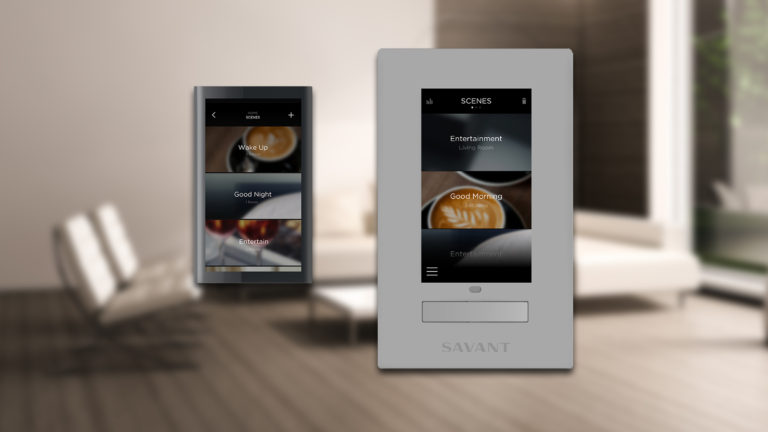 HOME
SCENES
Wake Up
Good Night
Entertain
SCENES
Entertainment
Living Room
Good Morning
Entertainment
SAVANT